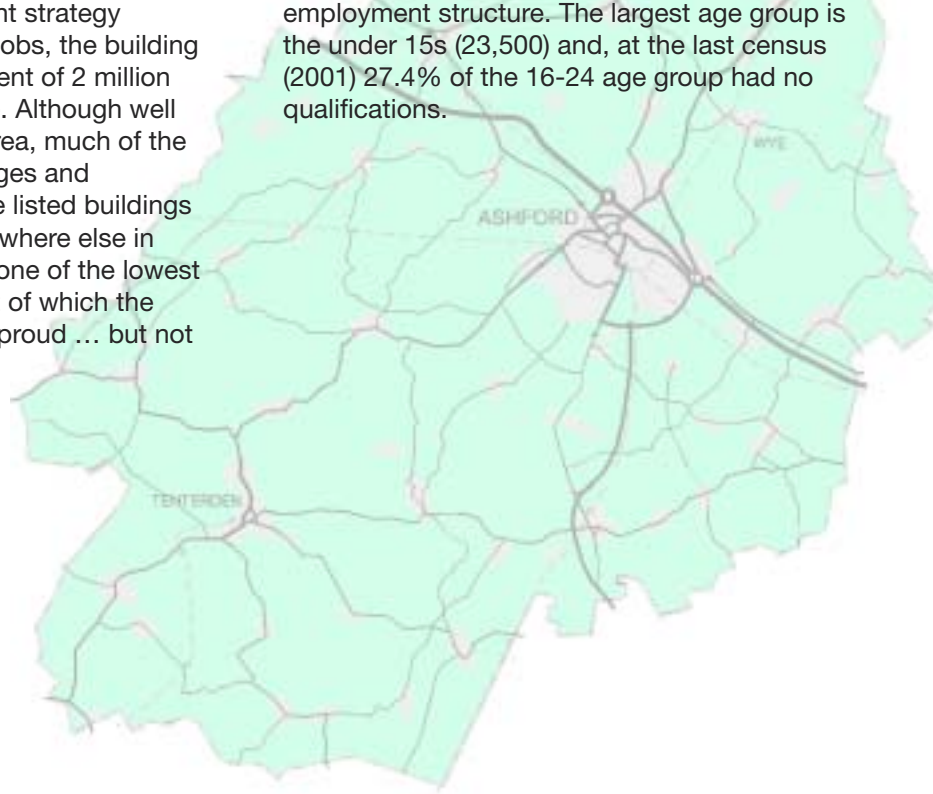 nt strategy
obs, the building
ent of 2 million
. Although well
rea, much of the
ges and
e listed buildings
where else in
one of the lowest
of which the
proud … but not
employment structure. The largest age group is
the under 15s (23,500) and, at the last census
(2001) 27.4% of the 16-24 age group had no
qualifications.
WYE
ASHFORD
TENTERDEN